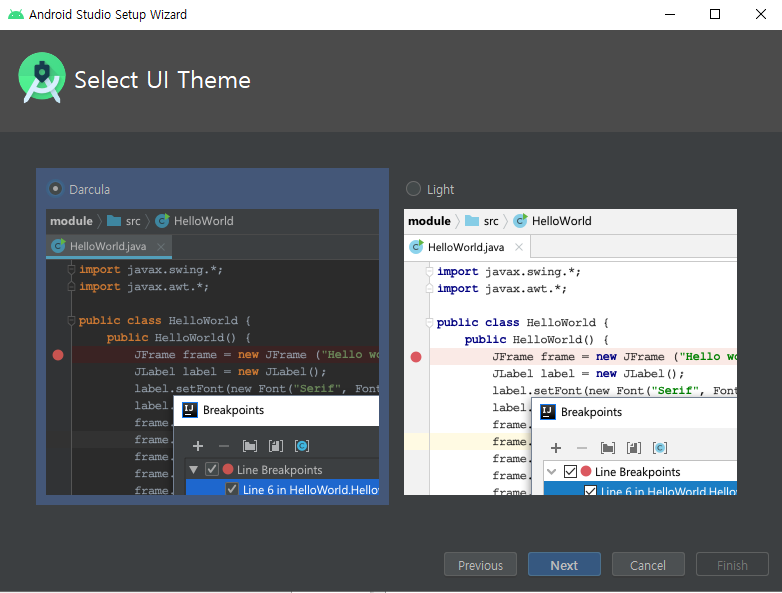 Android Studio Setup Wizard
Select UI Theme
Darcula
module src HelloWorld
HelloWorld.java
import javax.swing.*;
import javax.awt.*;
public class HelloWorld {
public HelloWorld() {
JFrame frame = new JFrame ("Hello wo
JLabel label = new JLabel();
label.setFont(new Font("Serif", Font
label.
frame.
frame.
frame.
frame.
frame.
Breakpoints
Line Breakpoints
Line 6 in HelloWorld.Hello
Light
module src HelloWorld
HelloWorld.java
import javax.swing.*;
import javax.awt.*;
public class HelloWorld {
public HelloWorld() {
JFrame frame = new JFrame ("Hello wo
JLabel label = new JLabel();
label.setFont(new Font("Serif", Font
label.
frame.
frame.
frame.
frame.
frame.
Breakpoints
Line Breakpoints
Line 6 in HelloWorld.Hello
Previous Next Cancel Finish